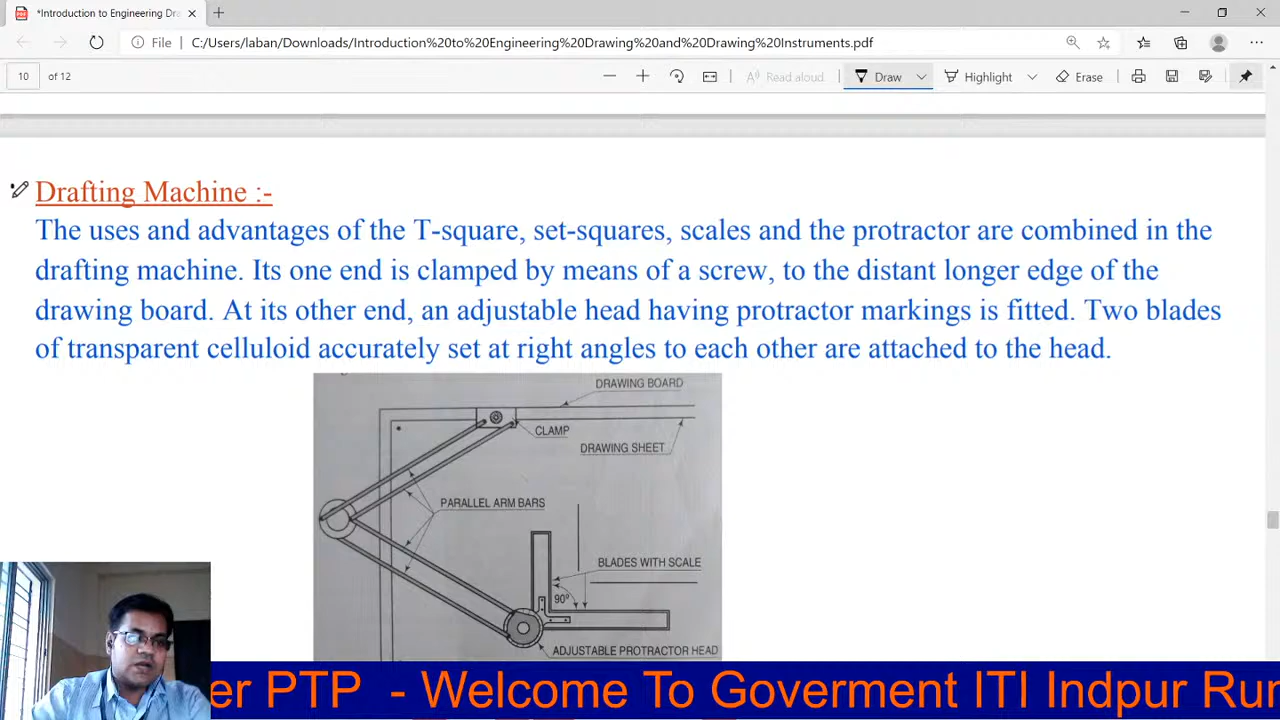 *Introduction to Engineering Dra
File
C:/Users/laban/Downloads/Introduction%20to%20Engineering%20Drawing%20and%20Drawing%20Instruments.pdf
10 of 12
Read aloud
Draw
Highlight
Erase
Drafting Machine :-
The uses and advantages of the T-square, set-squares, scales and the protractor are combined in the
drafting machine. Its one end is clamped by means of a screw, to the distant longer edge of the
drawing board. At its other end, an adjustable head having protractor markings is fitted. Two blades
of transparent celluloid accurately set at right angles to each other are attached to the head.
DRAWING BOARD
CLAMP
DRAWING SHEET
PARALLEL ARM BARS
BLADES WITH SCALE
90°
ADJUSTABLE PROTRACTOR HEAD
er PTP - Welcome To Goverment ITI Indpur Rur